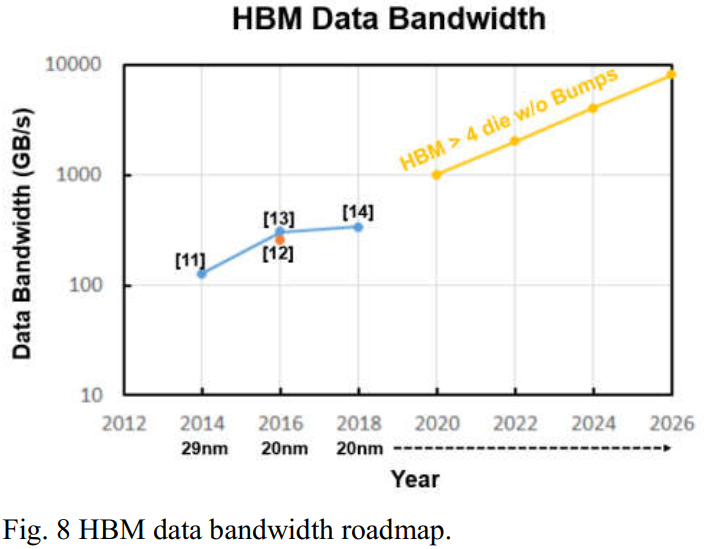 HBM Data Bandwidth
Data Bandwidth (GB/s)
10000
1000
100
10
HBM > 4 die w/o Bumps
[11]
[13]
[12]
[14]
2012 2014 2016 2018 2020 2022 2024 2026
29nm 20nm 20nm
Year
Fig. 8 HBM data bandwidth roadmap.